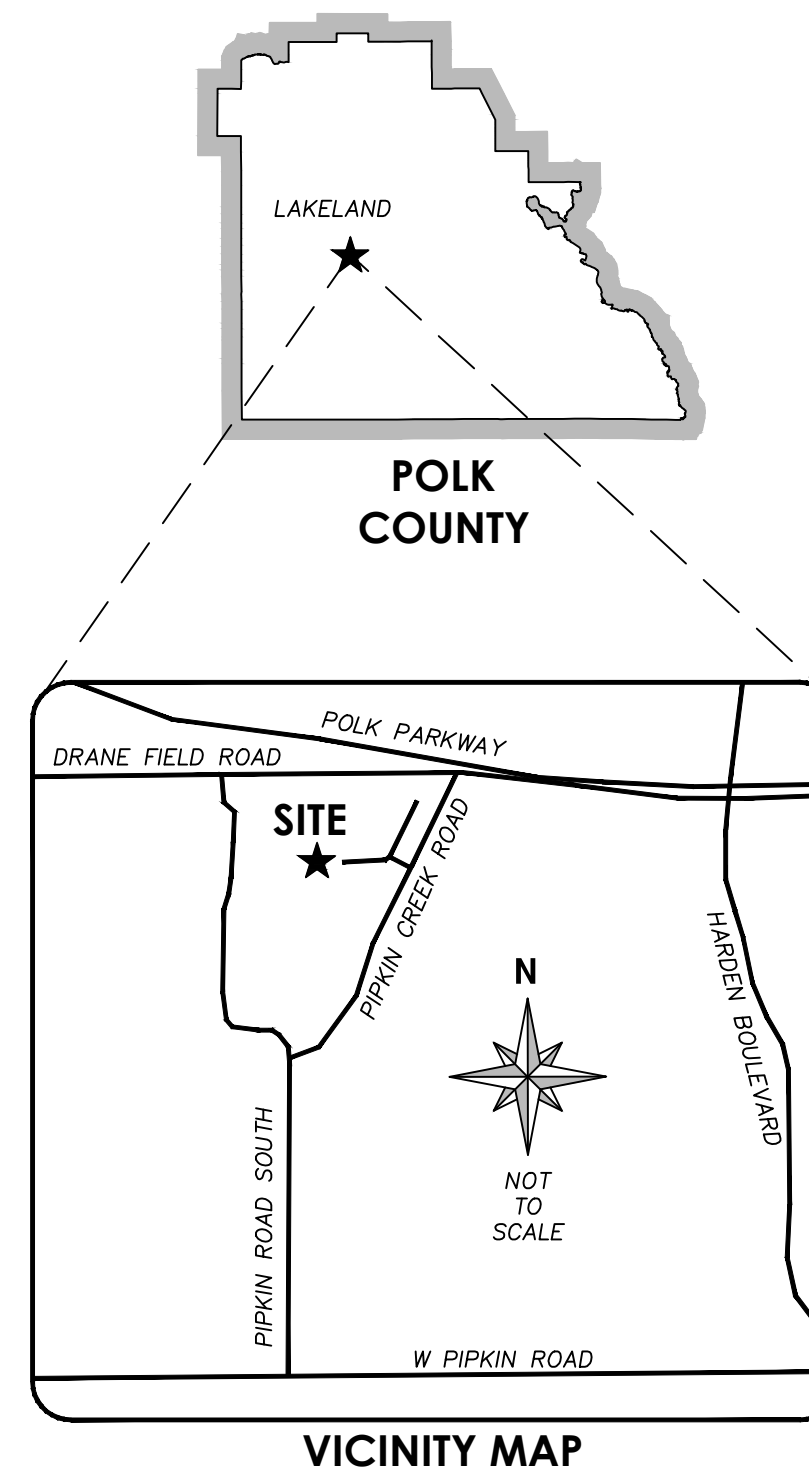 LAKELAND
POLK
COUNTY
POLK PARKWAY
DRANE FIELD ROAD
SITE
PIPKIN CREEK ROAD
HARDEN BOULEVARD
N
NOT
TO
SCALE
PIPKIN ROAD SOUTH
W PIPKIN ROAD
VICINITY MAP